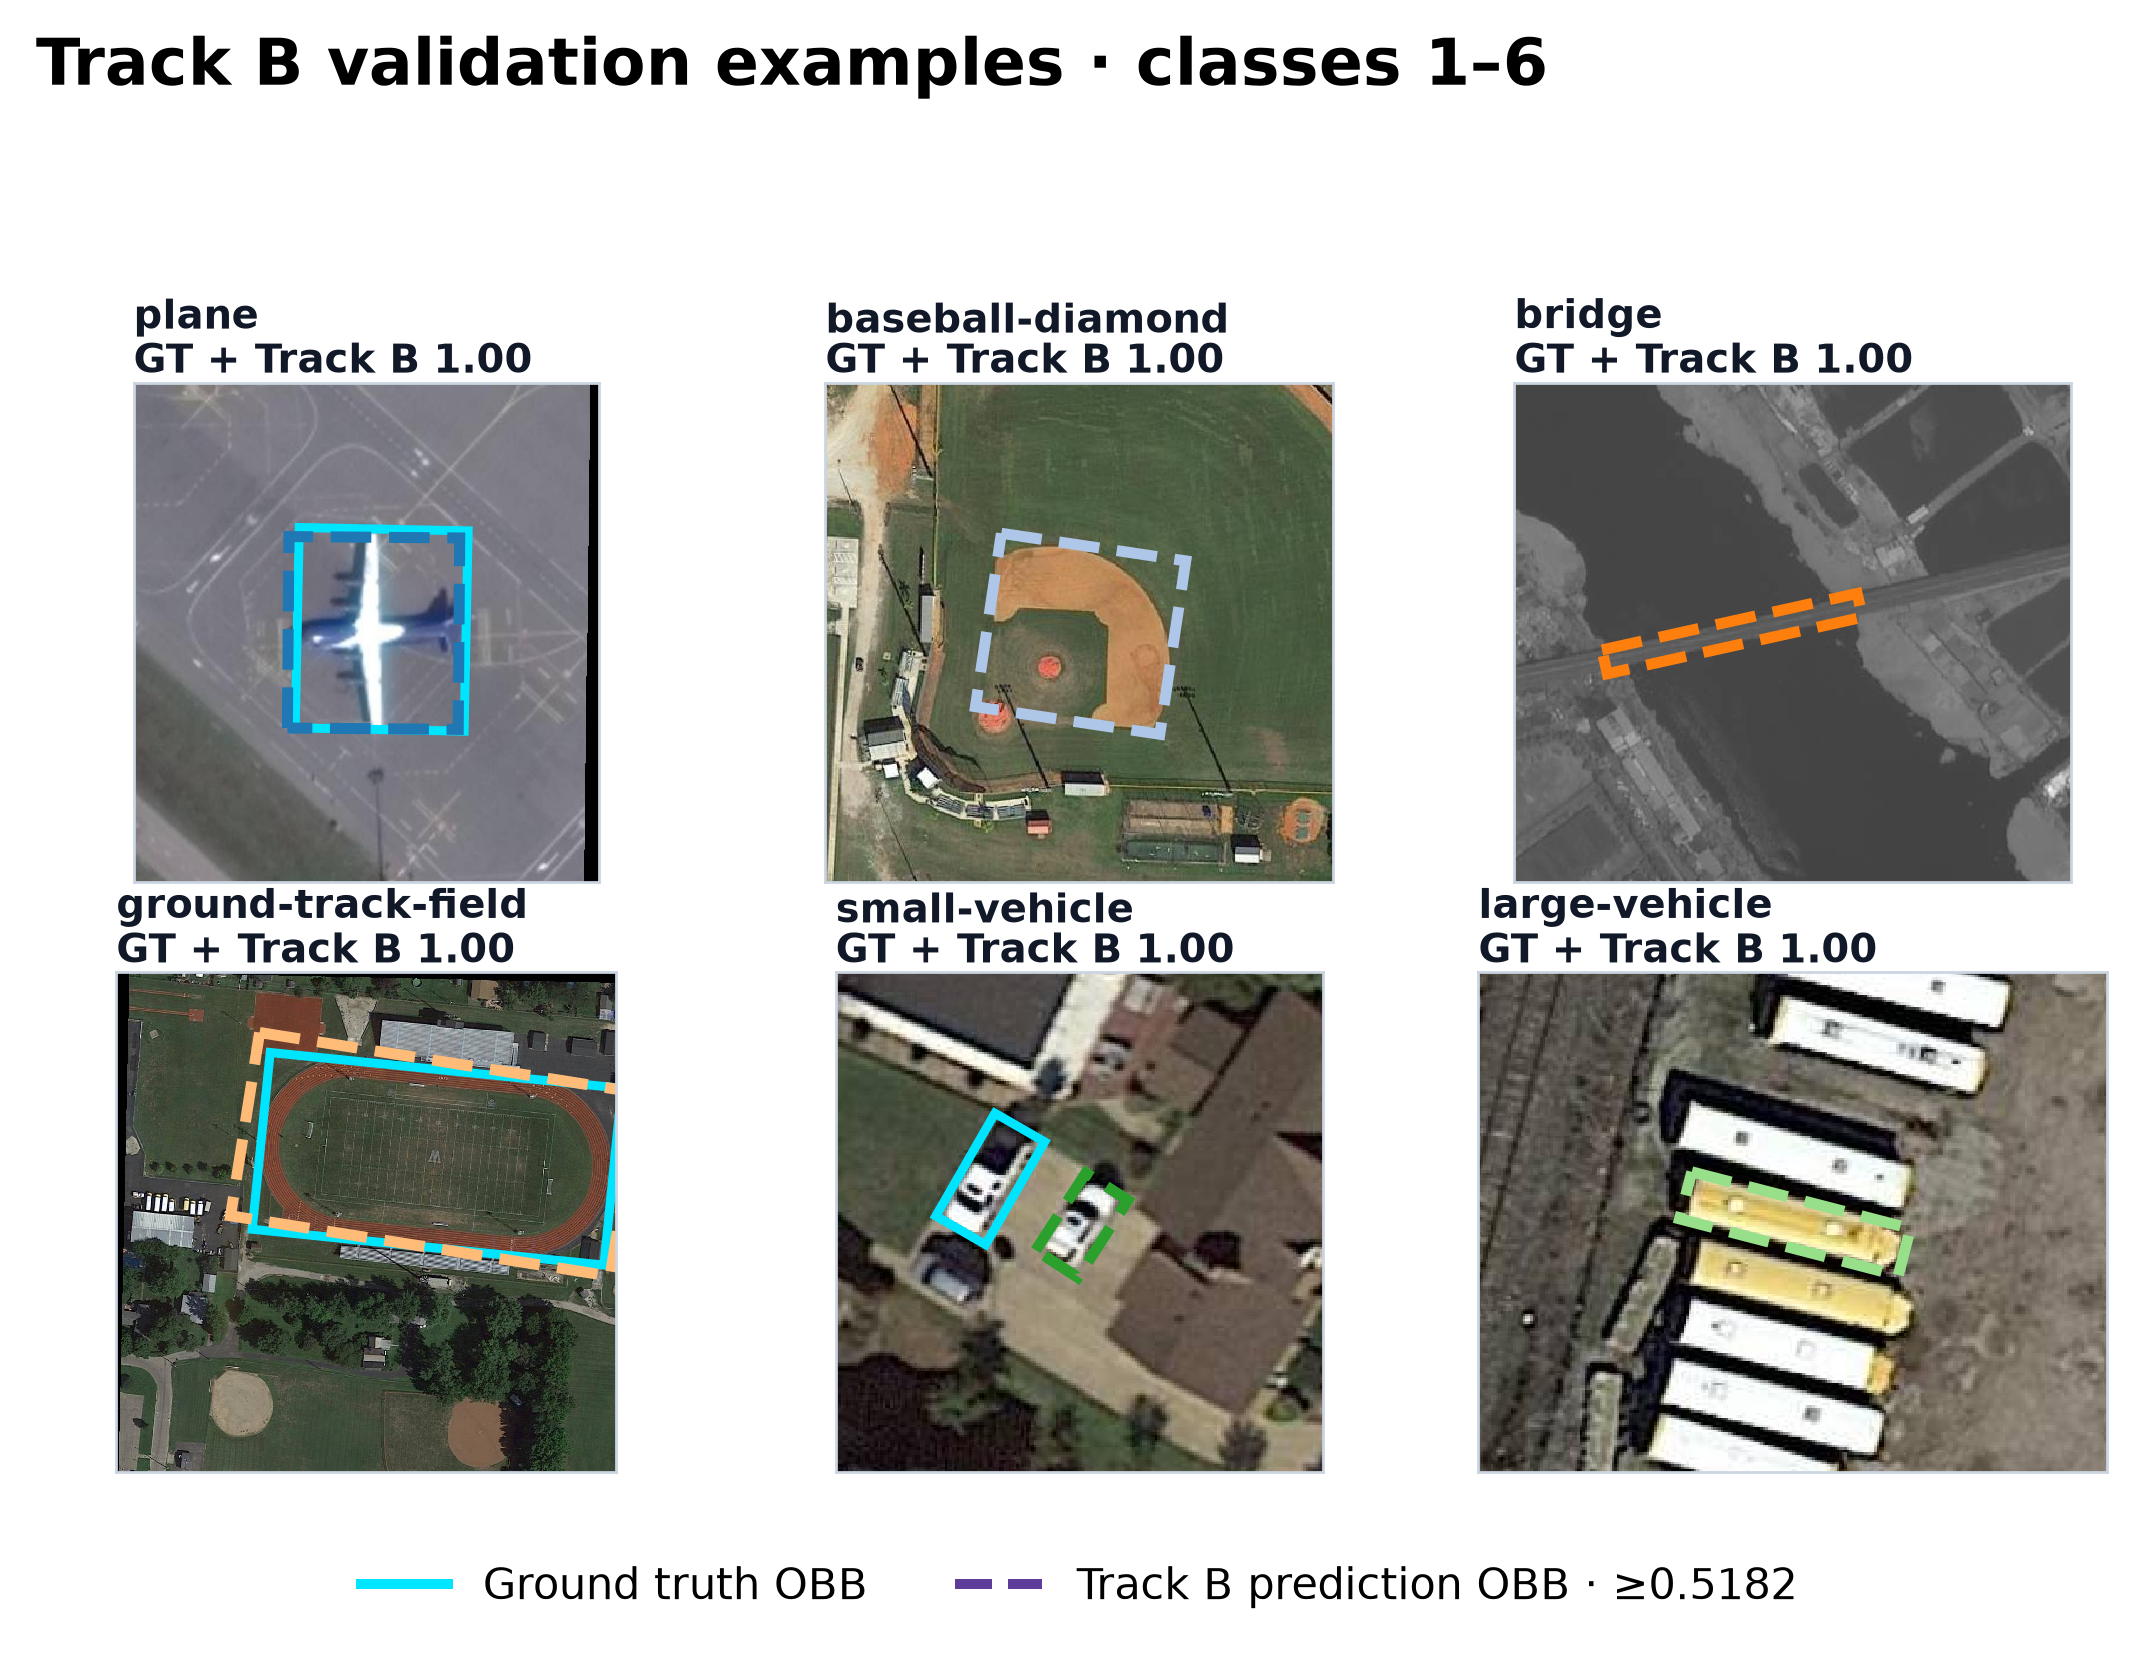 Track B validation examples · classes 1–6
plane
GT + Track B 1.00
baseball-diamond
GT + Track B 1.00
bridge
GT + Track B 1.00
ground-track-field
GT + Track B 1.00
small-vehicle
GT + Track B 1.00
large-vehicle
GT + Track B 1.00
W
Ground truth OBB
Track B prediction OBB · ≥0.5182